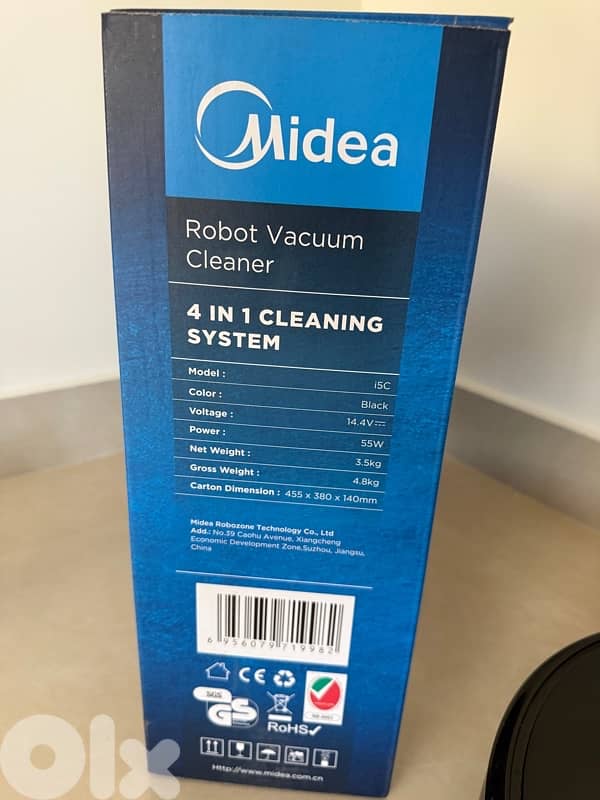 Midea
Robot Vacuum
Cleaner
4 IN 1 CLEANING
SYSTEM
Model : i5C
Color : Black
Voltage : 14.4V
Power : 55W
Net Weight : 3.5kg
Gross Weight : 4.8kg
Carton Dimension : 455 x 380 x 140mm
Midea Robozone Technology Co., Ltd
Add.: No.39 Caohu Avenue, Xiangcheng
Economic Development Zone,Suzhou, Jiangsu,
China
6 956079 719982
CE
SGS
GS
RoHS
Http://www.midea.com.cn
Olx